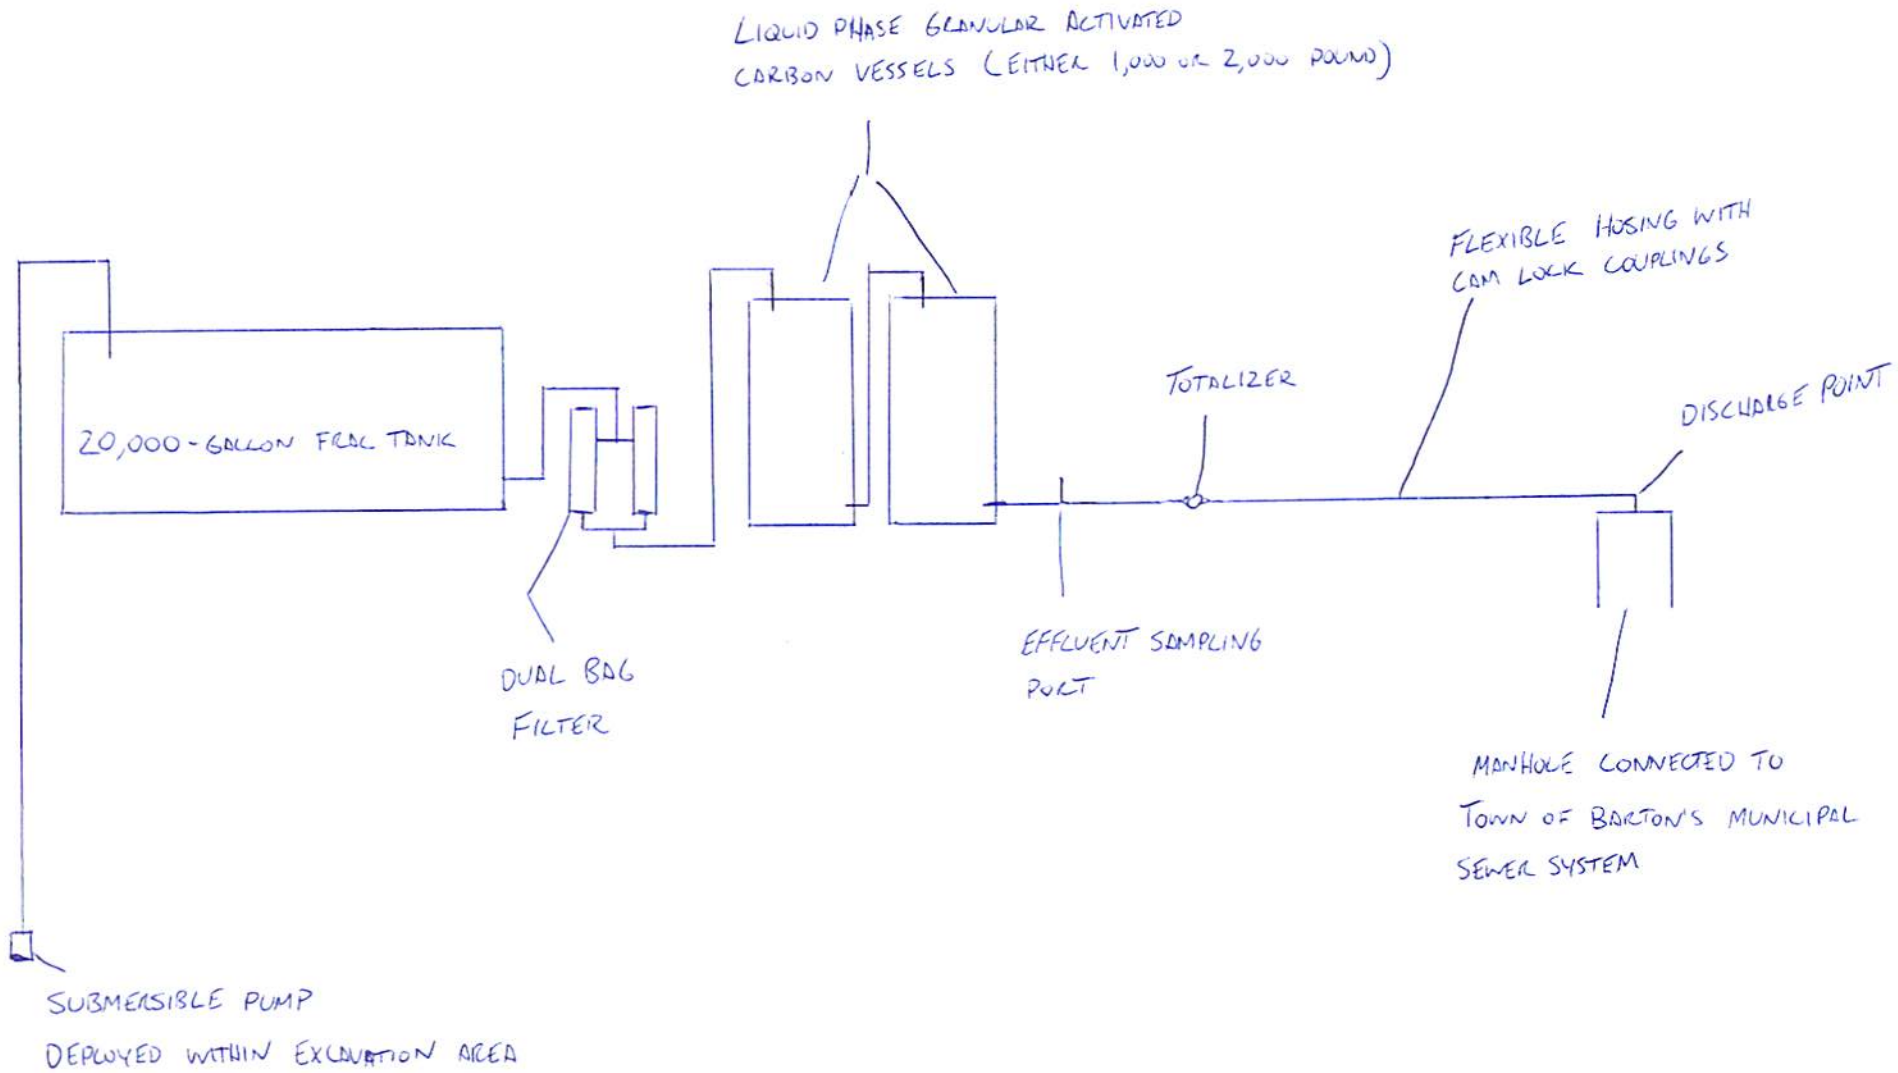 LIQUID PHASE GRANULAR ACTIVATED
CARBON VESSELS (EITHER 1,000 OR 2,000 POUND)
FLEXIBLE HOSING WITH
CAM LOCK COUPLINGS
TOTALIZER
DISCHARGE POINT
20,000-GALLON FRAC TANK
EFFLUENT SAMPLING
PORT
DUAL BAG
FILTER
MANHOLE CONNECTED TO
TOWN OF BARTON'S MUNICIPAL
SEWER SYSTEM
SUBMERSIBLE PUMP
DEPLOYED WITHIN EXCAVATION AREA